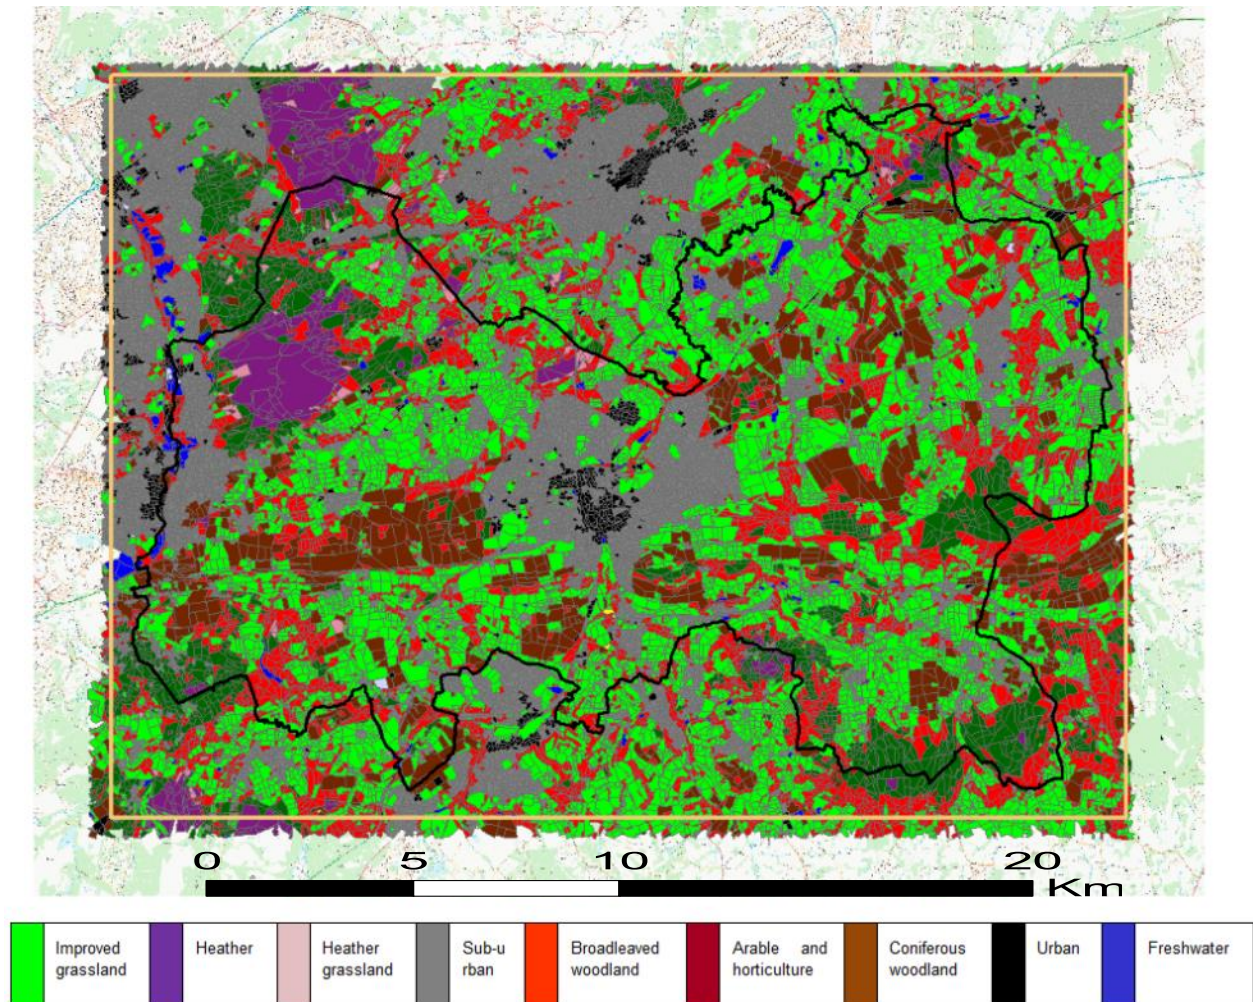 0 5 10 20
Km
Improved grassland
Heather
Heather grassland
Sub-u rban
Broadleaved woodland
Arable and horticulture
Coniferous woodland
Urban
Freshwater